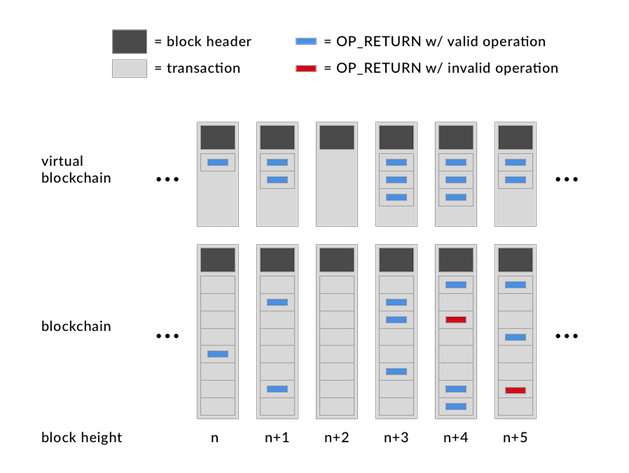 = block header
= OP_RETURN w/ valid operation
= transaction
= OP_RETURN w/ invalid operation
virtual
blockchain
•••
•••
blockchain
•••
•••
block height
n
n+1
n+2
n+3
n+4
n+5